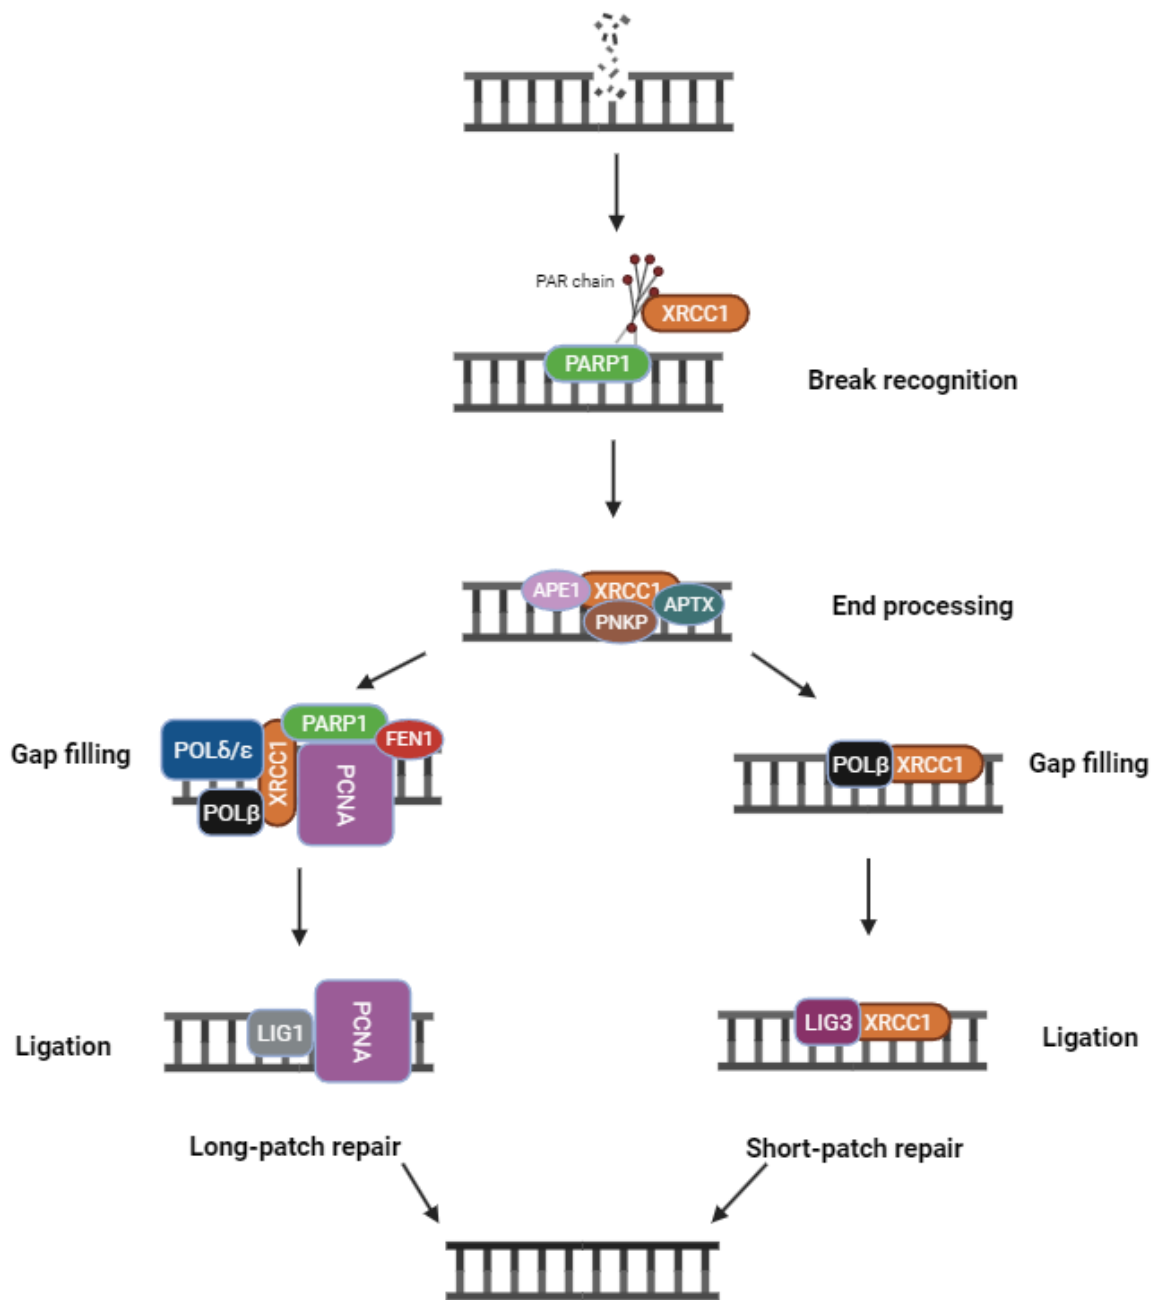 PAR chain
XRCC1
PARP1
Break recognition
APE1
XRCC1
APTX
PNKP
End processing
PARP1
FEN1
POLδ/ε
XRCC1
PCNA
POLβ
Gap filling
POLβ
XRCC1
Gap filling
LIG1
PCNA
Ligation
LIG3
XRCC1
Ligation
Long-patch repair
Short-patch repair